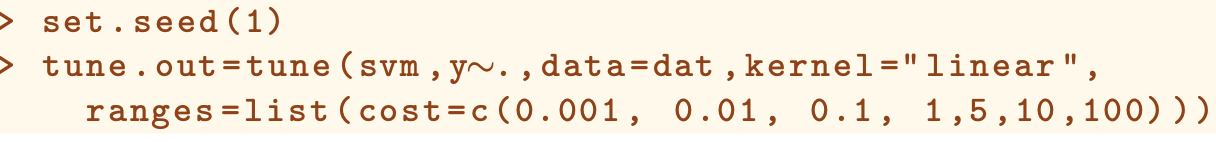 > set.seed(1)
> tune.out=tune(svm,y~.,data=dat,kernel="linear",
ranges=list(cost=c(0.001, 0.01, 0.1, 1,5,10,100)))